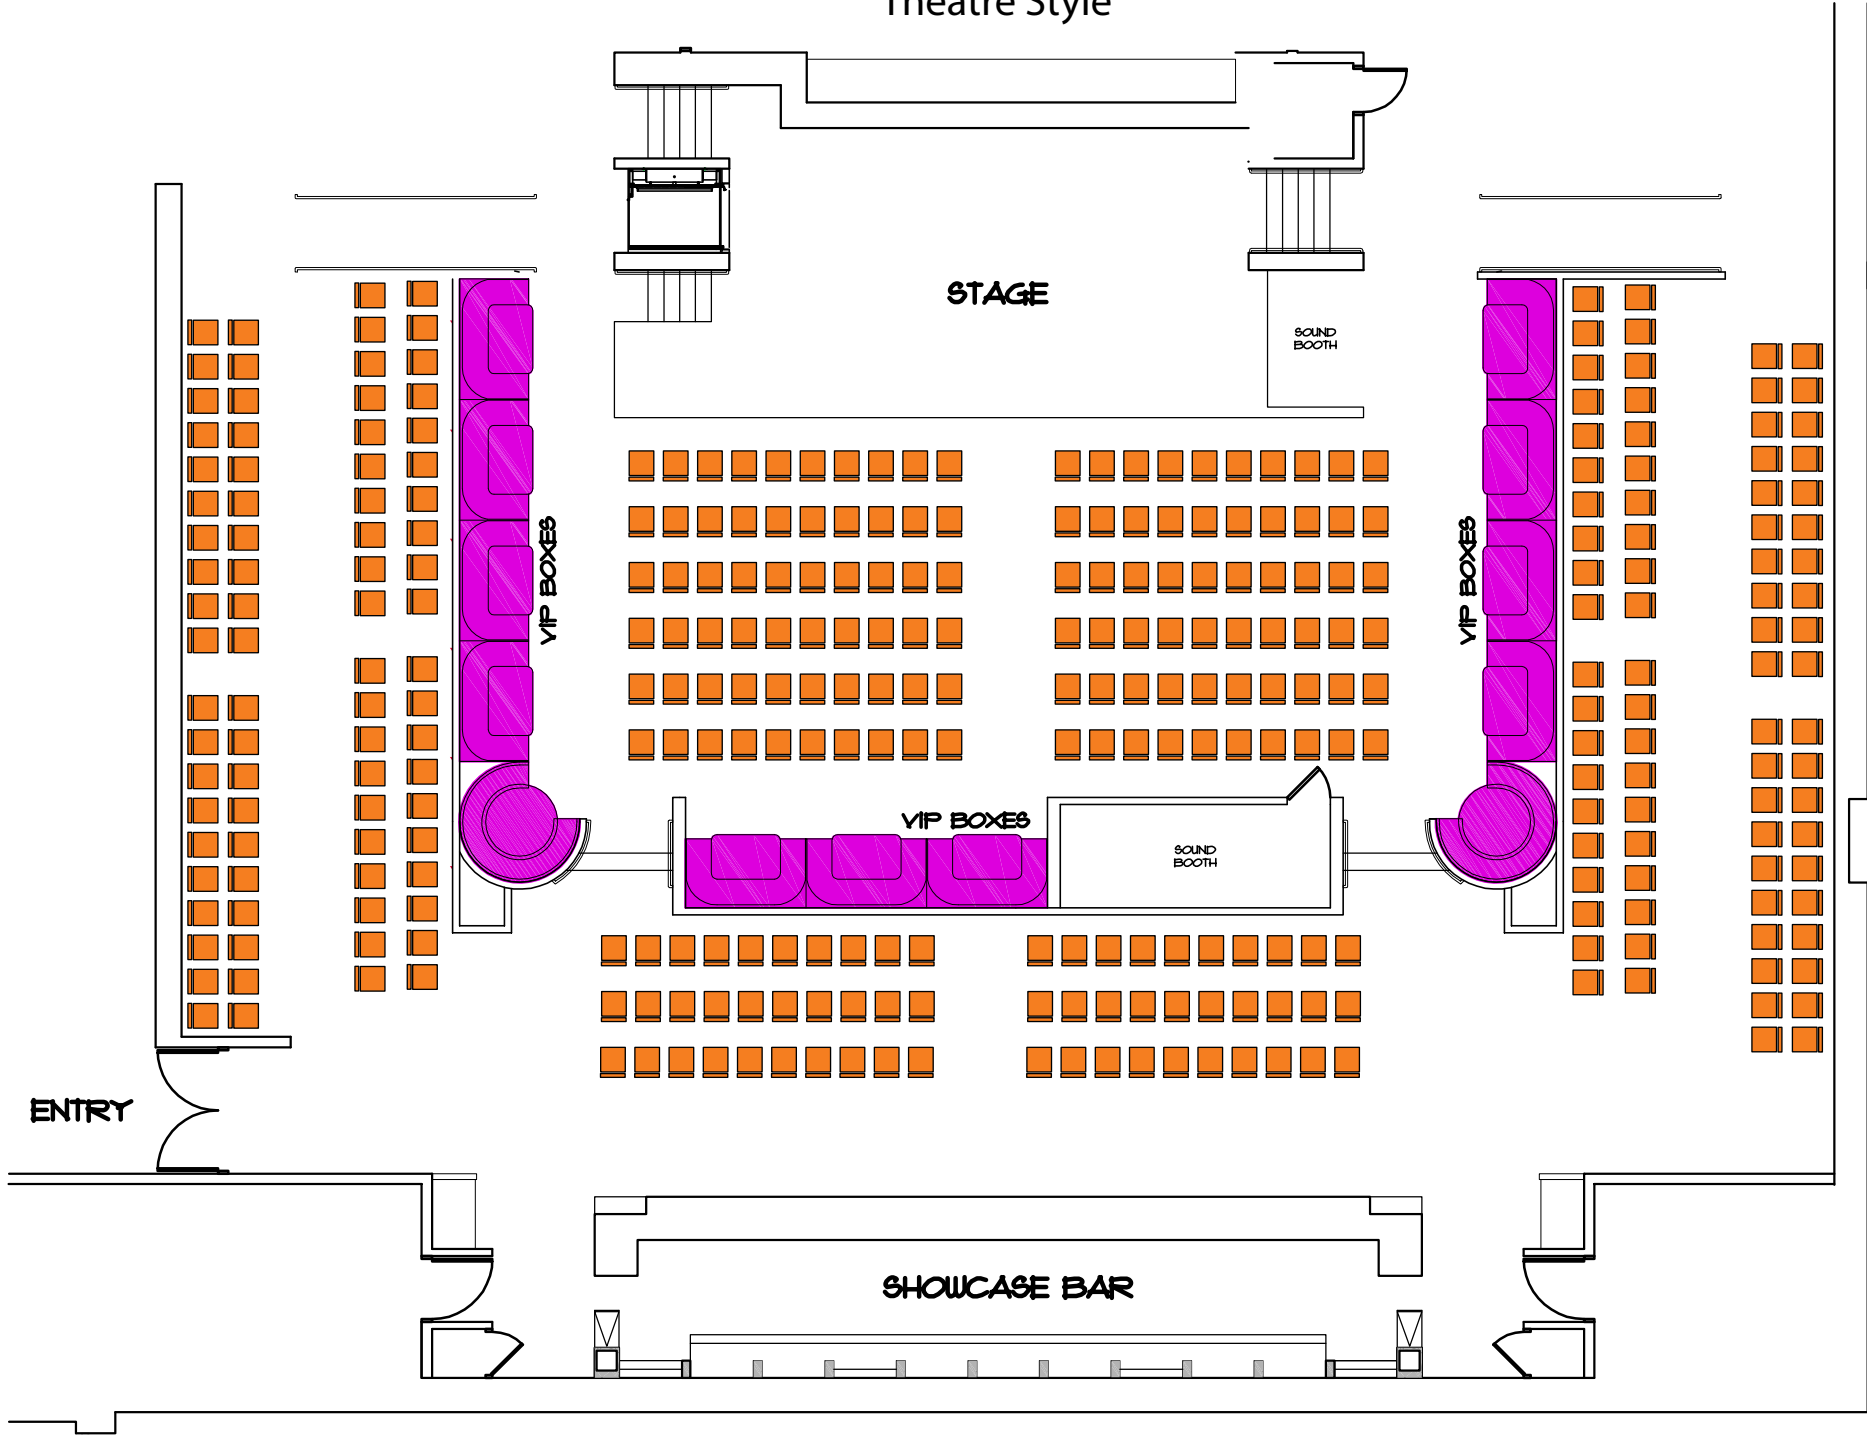 Theatre Style
STAGE
SOUND
BOOTH
VIP BOXES
VIP BOXES
VIP BOXES
SOUND
BOOTH
ENTRY
SHOWCASE BAR